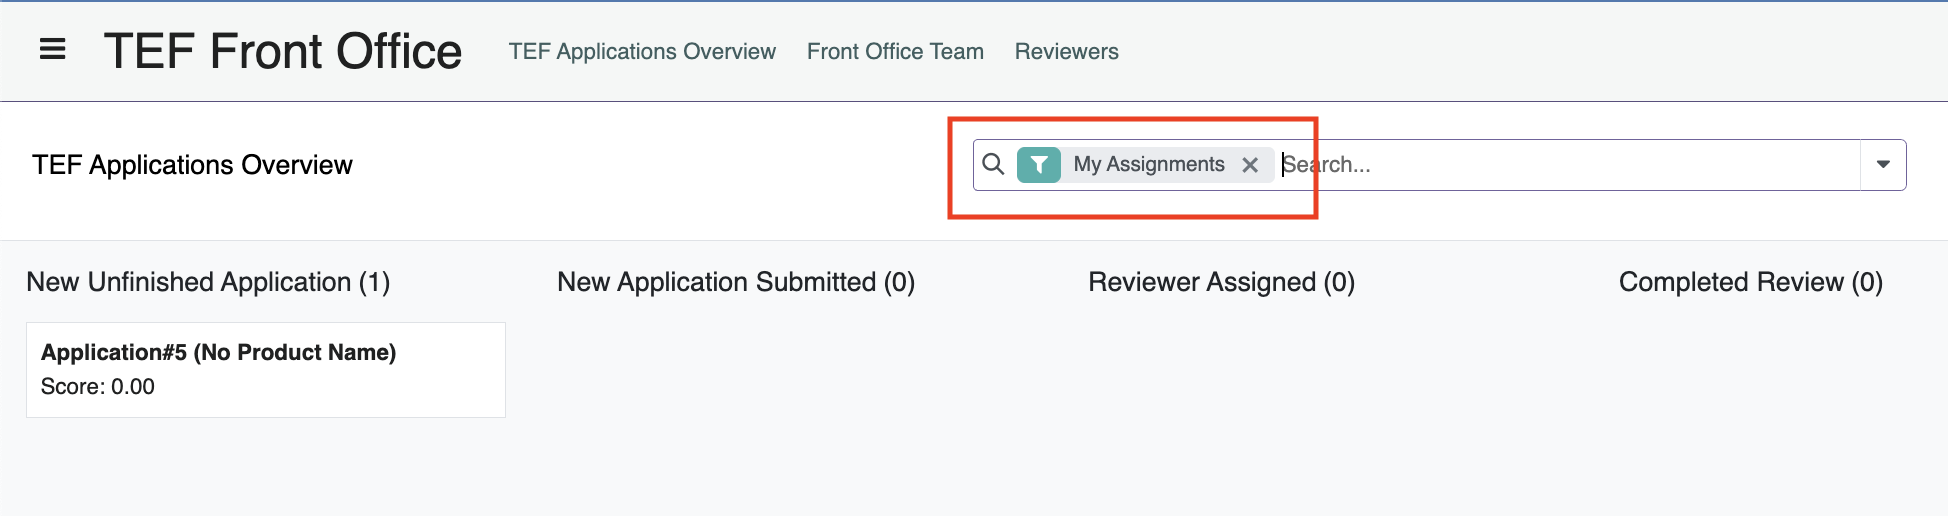 TEF Front Office TEF Applications Overview Front Office Team Reviewers
TEF Applications Overview My Assignments Search...
New Unfinished Application (1) New Application Submitted (0) Reviewer Assigned (0) Completed Review (0)
Application#5 (No Product Name)
Score: 0.00